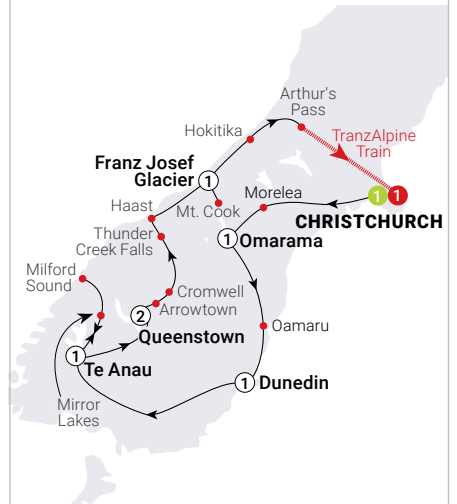 Arthur's
Pass
TranzAlpine
Train
Hokitika
Franz Josef
Glacier
1
Morelea
1
1
CHRISTCHURCH
Haast
Mt. Cook
Thunder
Creek Falls
1
Omarama
Milford
Sound
Cromwell
Arrowtown
2
Queenstown
Oamaru
1
Te Anau
1
Dunedin
Mirror
Lakes